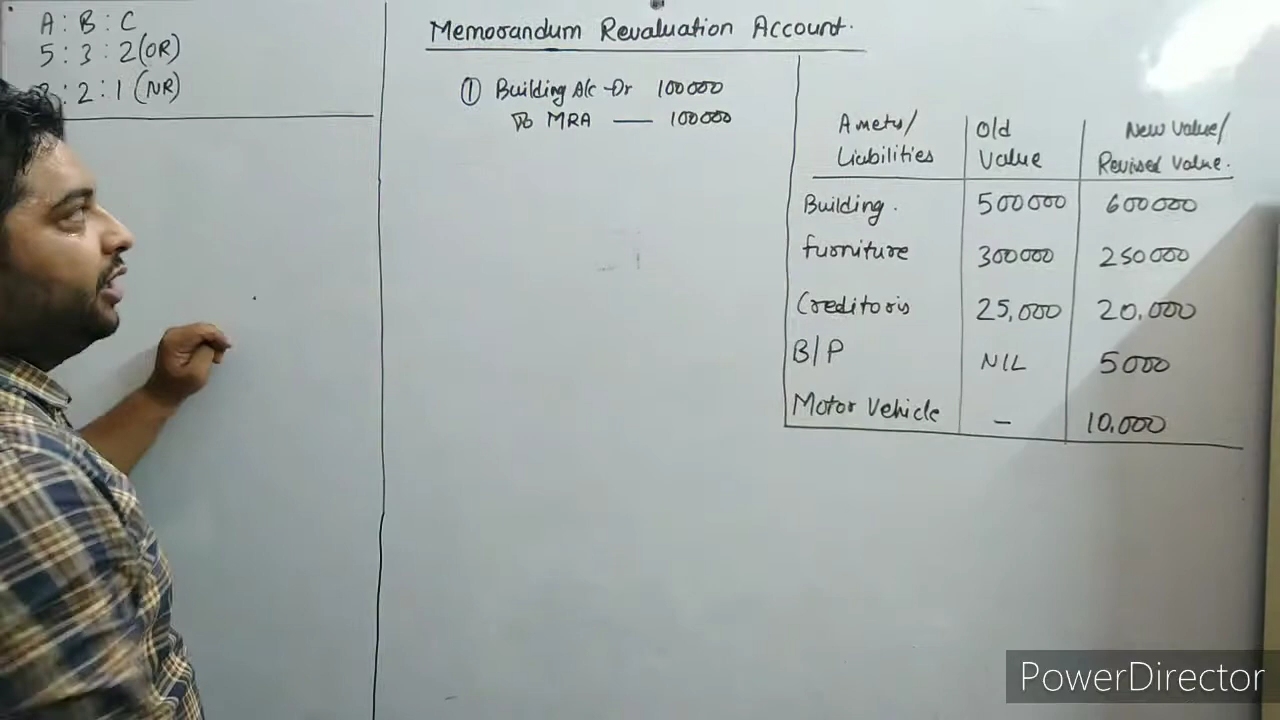 A : B : C
5 : 3 : 2 (OR)
: 2 : 1 (NR)
Memorandum Revaluation Account.
① Building A/c Dr 100000
To MRA — 100000
Assets/ Liabilities | Old Value | New Value/ Revised Value.
Building. | 500000 | 600000
furniture | 300000 | 250000
Creditors | 25,000 | 20,000
B/P | NIL | 5000
Motor Vehicle | – | 10,000
PowerDirector